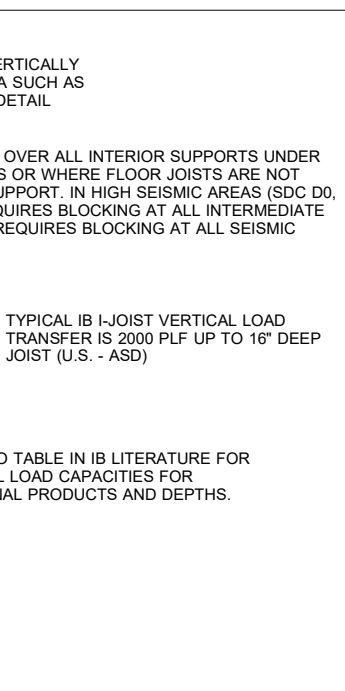 ERTICALLY
A SUCH AS
DETAIL
OVER ALL INTERIOR SUPPORTS UNDER
S OR WHERE FLOOR JOISTS ARE NOT
UPPORT. IN HIGH SEISMIC AREAS (SDC D0,
QUIRES BLOCKING AT ALL INTERMEDIATE
REQUIRES BLOCKING AT ALL SEISMIC
TYPICAL IB I-JOIST VERTICAL LOAD
TRANSFER IS 2000 PLF UP TO 16" DEEP
JOIST (U.S. - ASD)
O TABLE IN IB LITERATURE FOR
L LOAD CAPACITIES FOR
NAL PRODUCTS AND DEPTHS.